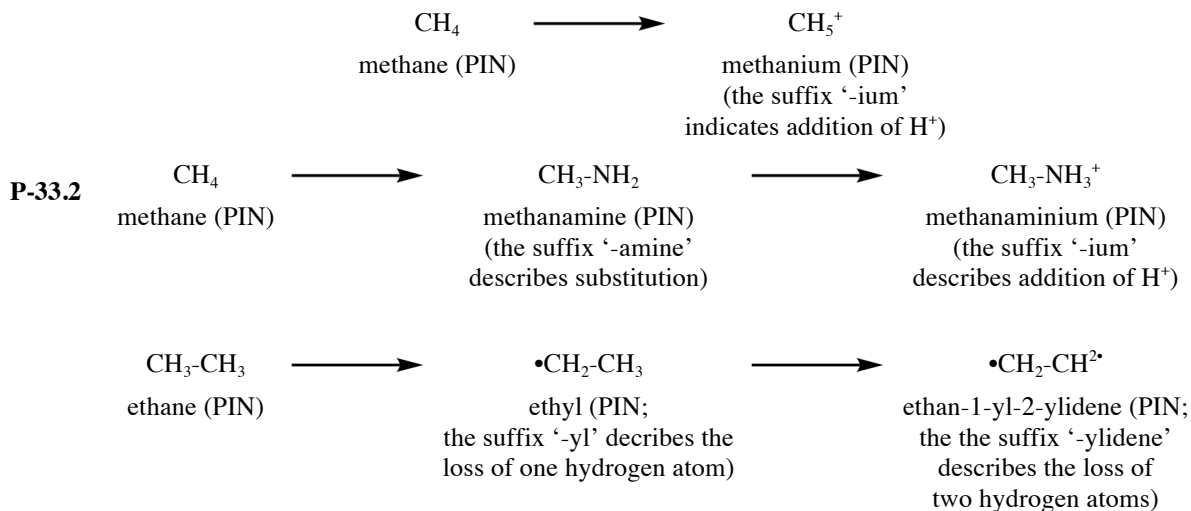 CH₄ CH₅⁺
methane (PIN) methanium (PIN)
(the suffix ‘-ium’
indicates addition of H⁺)
P-33.2 CH₄ CH₃-NH₂ CH₃-NH₃⁺
methane (PIN) methanamine (PIN) methanaminium (PIN)
(the suffix ‘-amine’ (the suffix ‘-ium’
describes substitution) describes addition of H⁺)
CH₃-CH₃ •CH₂-CH₃ •CH₂-CH²•
ethane (PIN) ethyl (PIN; ethan-1-yl-2-ylidene (PIN;
the suffix ‘-yl’ decribes the the the suffix ‘-ylidene’
loss of one hydrogen atom) describes the loss of
two hydrogen atoms)